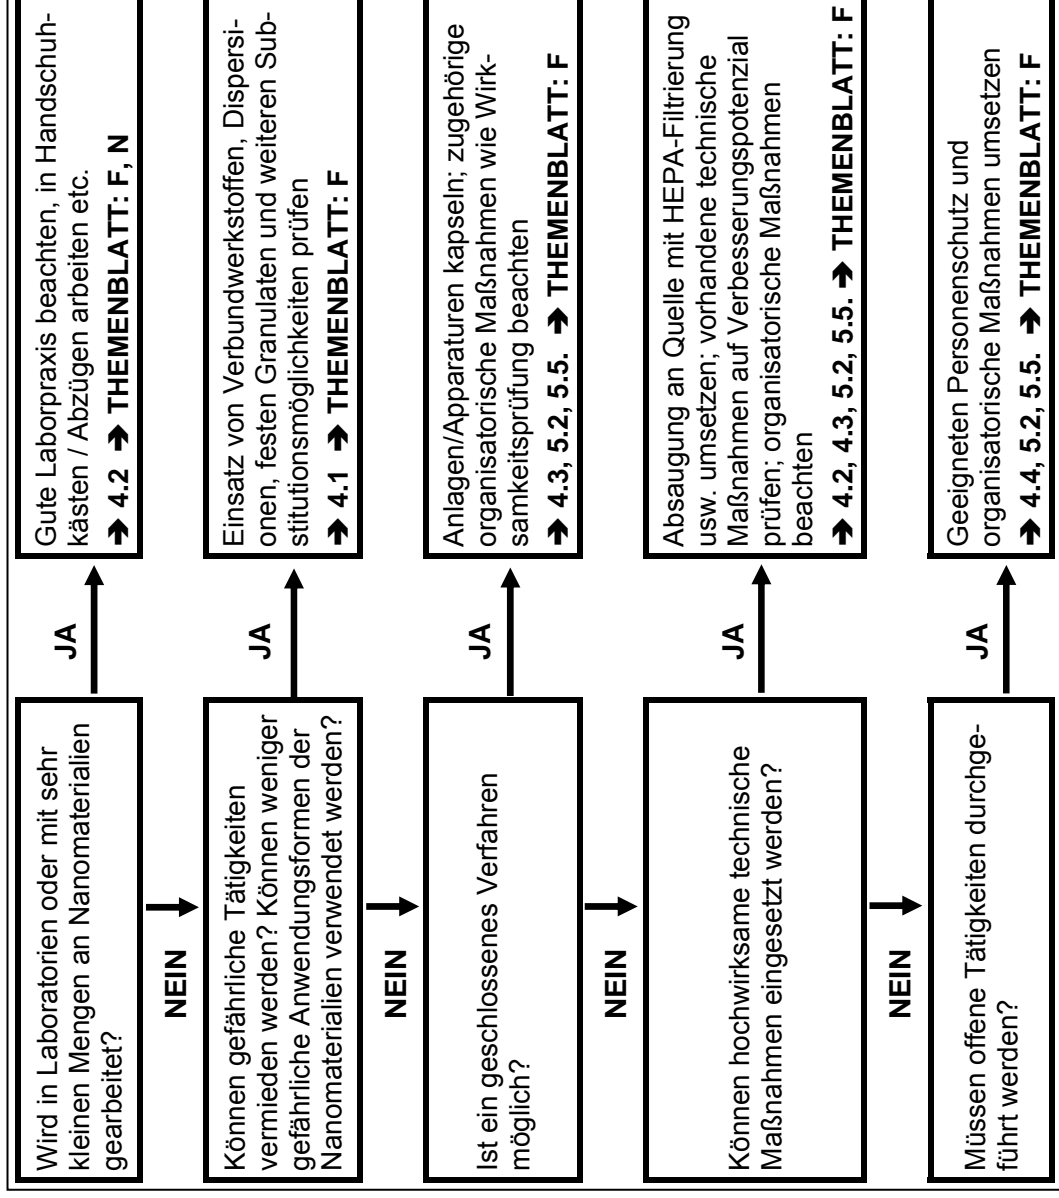 Wird in Laboratorien oder mit sehr
kleinen Mengen an Nanomaterialien
gearbeitet?
JA
Gute Laborpraxis beachten, in Handschuh-
kästen / Abzügen arbeiten etc.
➔ 4.2 ➔ THEMENBLATT: F, N
NEIN
Können gefährliche Tätigkeiten
vermieden werden? Können weniger
gefährliche Anwendungsformen der
Nanomaterialien verwendet werden?
JA
Einsatz von Verbundwerkstoffen, Dispersi-
onen, festen Granulaten und weiteren Sub-
stitutionsmöglichkeiten prüfen
➔ 4.1 ➔ THEMENBLATT: F
NEIN
Ist ein geschlossenes Verfahren
möglich?
JA
Anlagen/Apparaturen kapseln; zugehörige
organisatorische Maßnahmen wie Wirk-
samkeitsprüfung beachten
➔ 4.3, 5.2, 5.5. ➔ THEMENBLATT: F
NEIN
Können hochwirksame technische
Maßnahmen eingesetzt werden?
JA
Absaugung an Quelle mit HEPA-Filtrierung
usw. umsetzen; vorhandene technische
Maßnahmen auf Verbesserungspotenzial
prüfen; organisatorische Maßnahmen
beachten
➔ 4.2, 4.3, 5.2, 5.5. ➔ THEMENBLATT: F
NEIN
Müssen offene Tätigkeiten durchge-
führt werden?
JA
Geeigneten Personenschutz und
organisatorische Maßnahmen umsetzen
➔ 4.4, 5.2, 5.5. ➔ THEMENBLATT: F